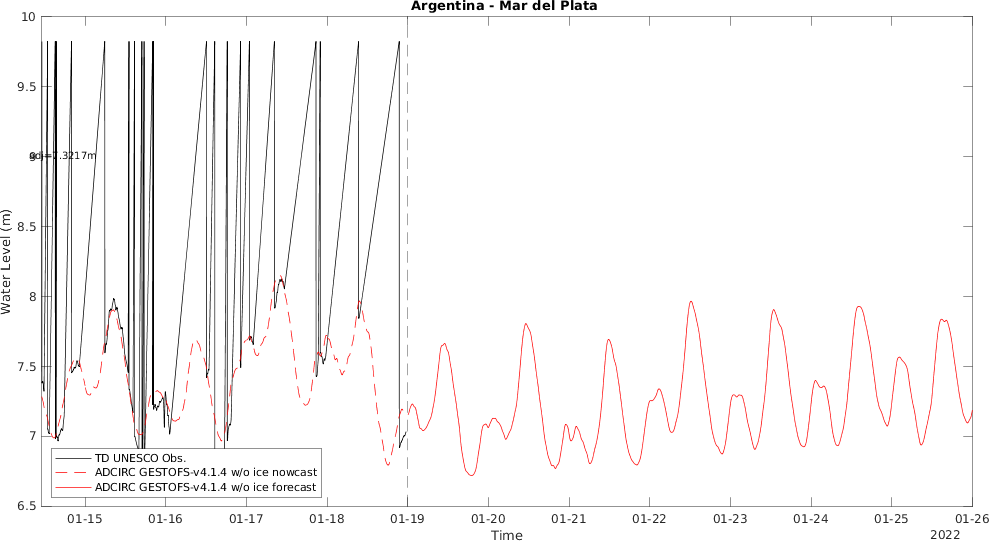 Argentina - Mar del Plata
10
9.5
9
adj=7.3217m
8.5
8
7.5
7
6.5
Water Level (m)
TD UNESCO Obs.
ADCIRC GESTOFS-v4.1.4 w/o ice nowcast
ADCIRC GESTOFS-v4.1.4 w/o ice forecast
01-15 01-16 01-17 01-18 01-19 01-20 01-21 01-22 01-23 01-24 01-25 01-26
Time
2022